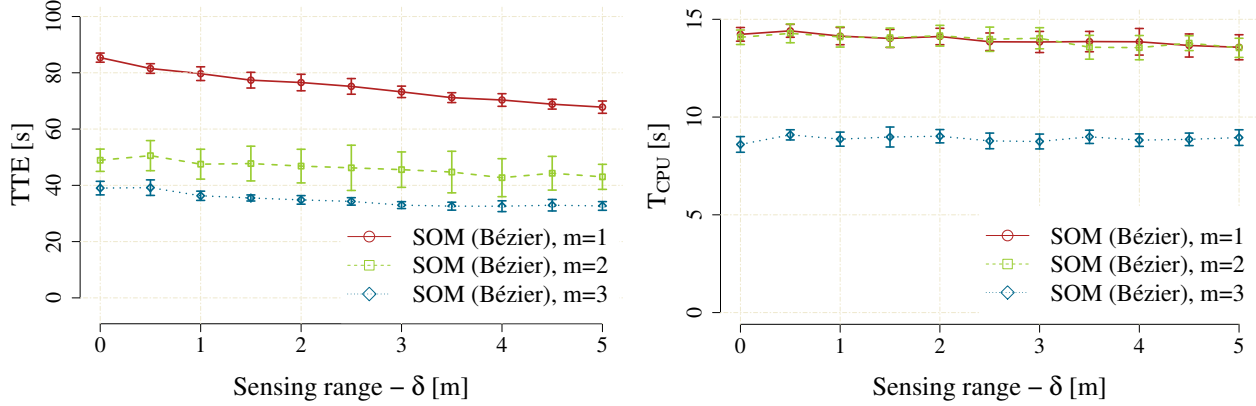 100
80
60
40
20
0
TTE [s]
SOM (Bézier), m=1
SOM (Bézier), m=2
SOM (Bézier), m=3
0 1 2 3 4 5
Sensing range − δ [m]
15
10
5
0
T_CPU [s]
SOM (Bézier), m=1
SOM (Bézier), m=2
SOM (Bézier), m=3
0 1 2 3 4 5
Sensing range − δ [m]